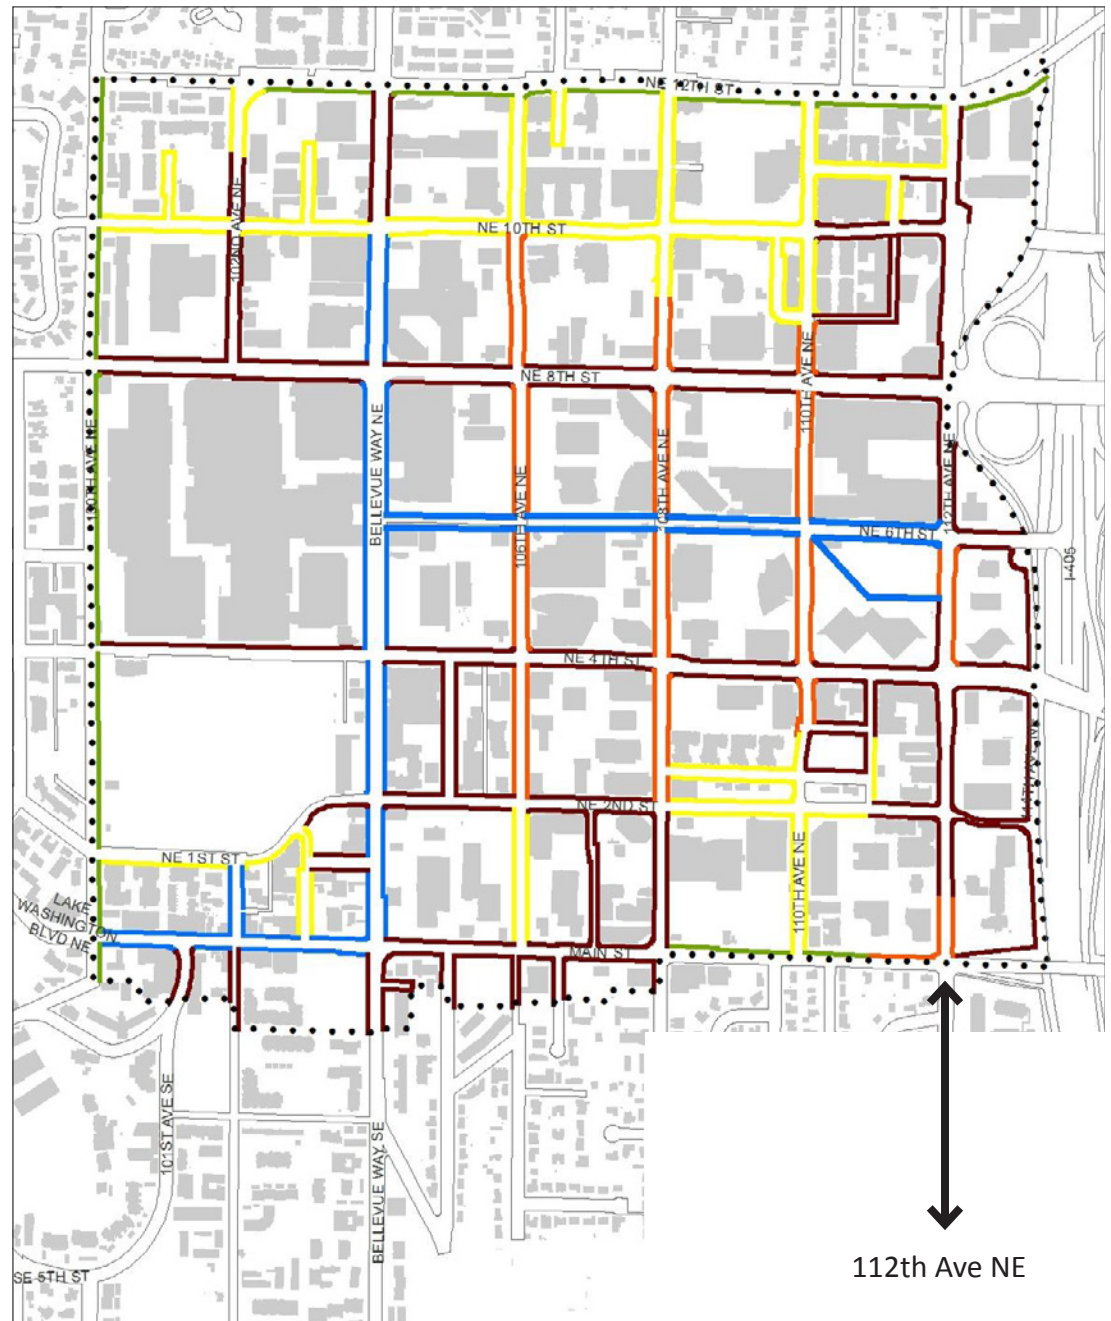 NE 12TH ST
102ND AVE NE
NE 10TH ST
NE 8TH ST
110TH AVE NE
100TH AVE NE
BELLEVUE WAY NE
106TH AVE NE
108TH AVE NE
112TH AVE NE
NE 6TH ST
I-405
NE 4TH ST
NE 2ND ST
NE 1ST ST
110TH AVE NE
LAKE
WASHINGTON
BLVD NE
MAIN ST
101ST AVE SE
BELLEVUE WAY SE
SE 5TH ST
112th Ave NE